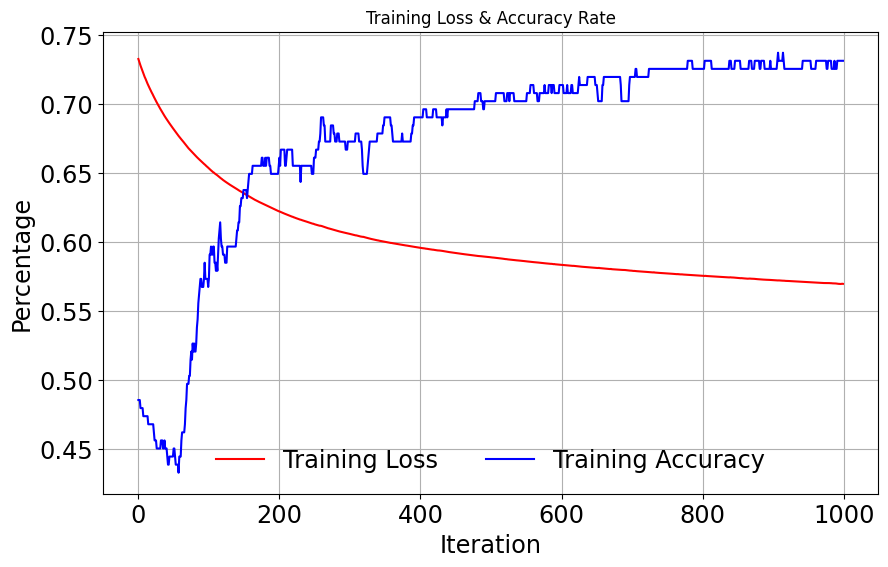 Training Loss & Accuracy Rate
0.75
0.70
0.65
0.60
0.55
0.50
0.45
Percentage
Training Loss Training Accuracy
0 200 400 600 800 1000
Iteration